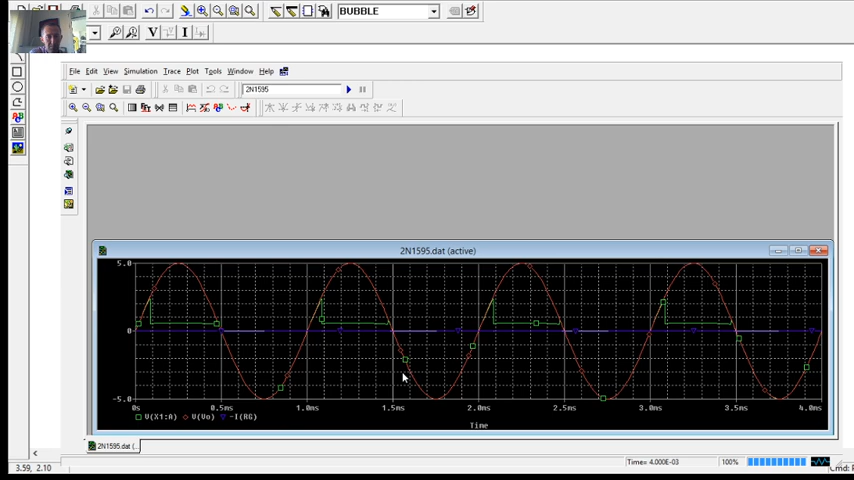 BUBBLE
V I
File Edit View Simulation Trace Plot Tools Window Help
2N1595
2N1595.dat (active)
5.0
0
-5.0
0s 0.5ms 1.0ms 1.5ms 2.0ms 2.5ms 3.0ms 3.5ms 4.0ms
V(X1:A) V(Vo) -I(RG)
Time
2N1595.dat (...
3.59, 2.10
Time= 4.000E-03 100%